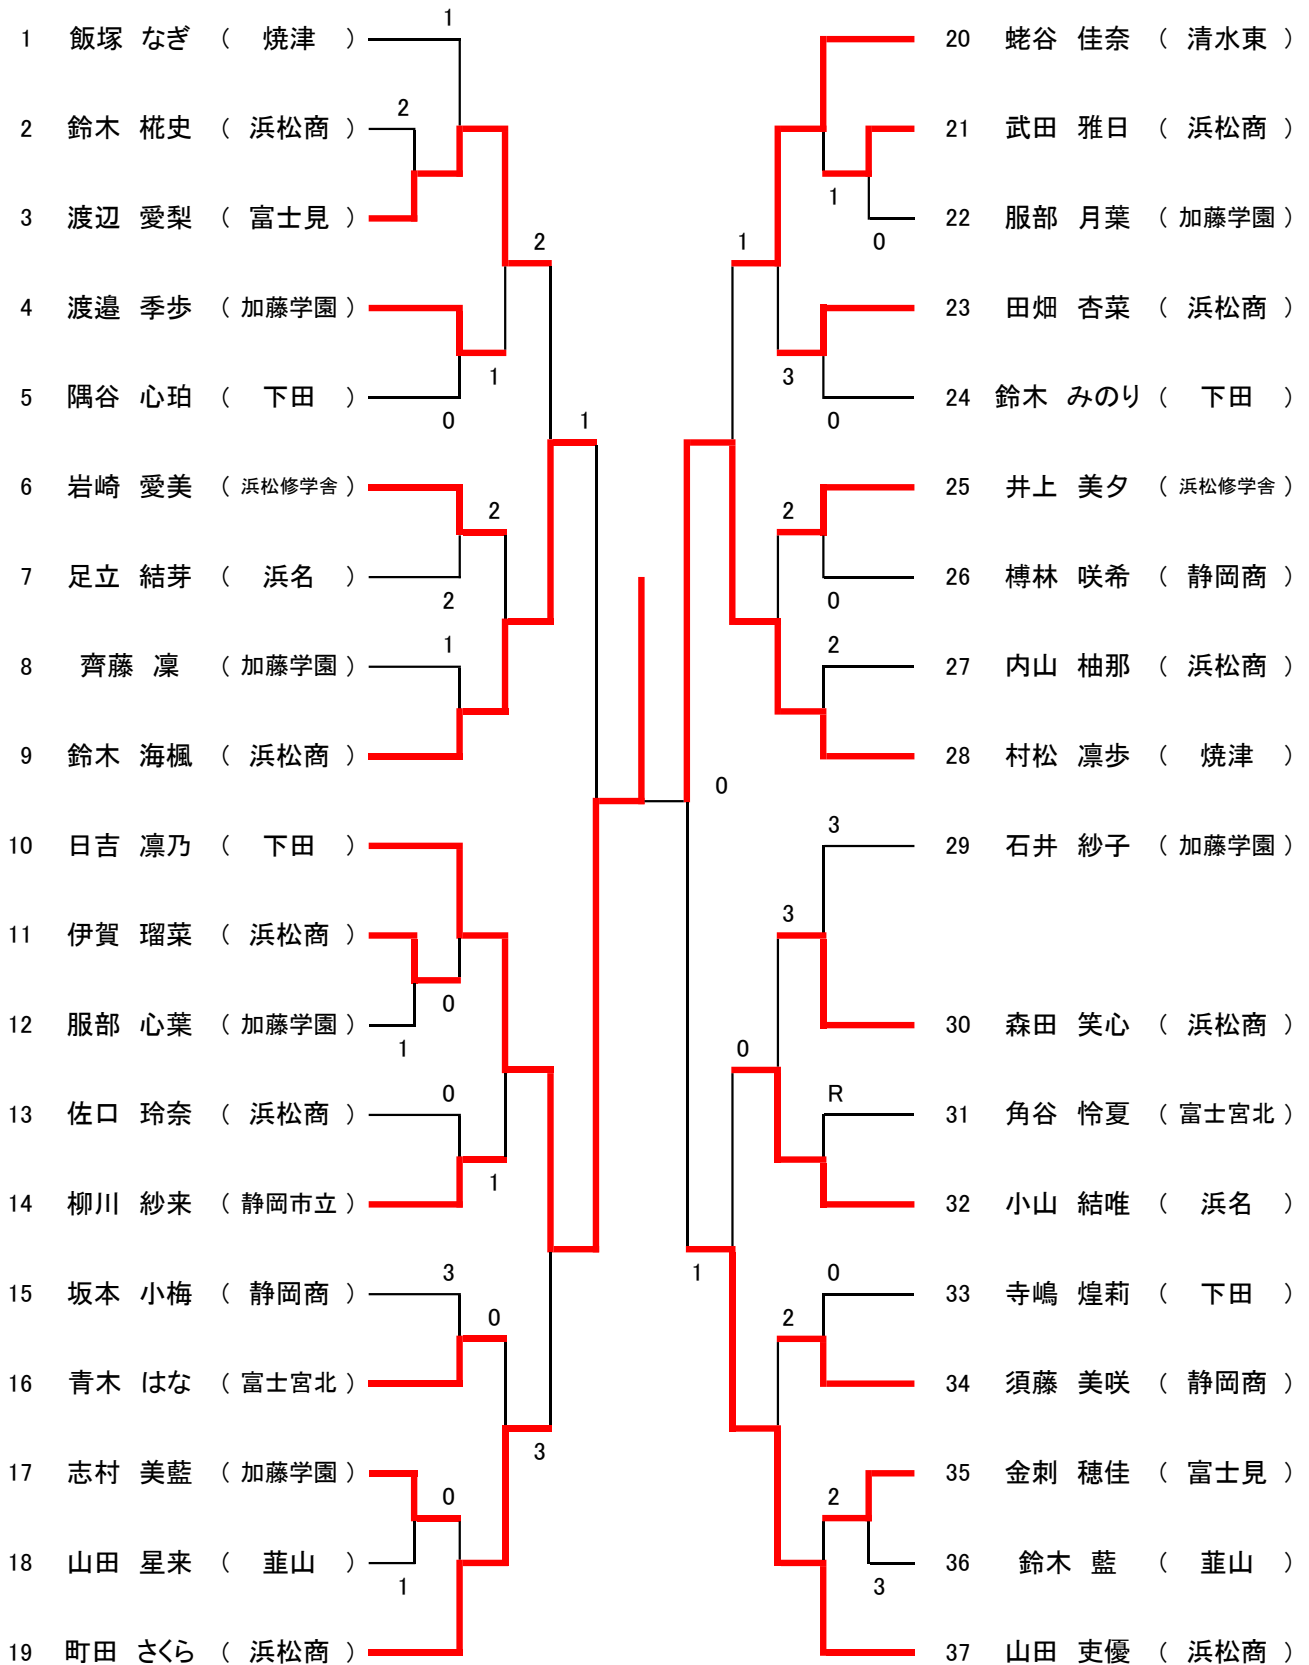 1 飯塚 なぎ （ 焼津 ）
1
2 鈴木 椛史 （ 浜松商 ）
2
3 渡辺 愛梨 （ 富士見 ）
2
4 渡邉 季歩 （ 加藤学園 ）
1
5 隅谷 心珀 （ 下田 ）
0
1
6 岩崎 愛美 （ 浜松修学舎 ）
2
7 足立 結芽 （ 浜名 ）
2
8 齊藤 凜 （ 加藤学園 ）
1
9 鈴木 海楓 （ 浜松商 ）
10 日吉 凛乃 （ 下田 ）
11 伊賀 瑠菜 （ 浜松商 ）
0
12 服部 心葉 （ 加藤学園 ）
1
13 佐口 玲奈 （ 浜松商 ）
0
1
14 柳川 紗来 （ 静岡市立 ）
15 坂本 小梅 （ 静岡商 ）
3
0
16 青木 はな （ 富士宮北 ）
3
17 志村 美藍 （ 加藤学園 ）
0
18 山田 星来 （ 韮山 ）
1
19 町田 さくら （ 浜松商 ）
20 蛯谷 佳奈 （ 清水東 ）
21 武田 雅日 （ 浜松商 ）
1
22 服部 月葉 （ 加藤学園 ）
0
1
23 田畑 杏菜 （ 浜松商 ）
3
24 鈴木 みのり （ 下田 ）
0
25 井上 美夕 （ 浜松修学舎 ）
2
26 榑林 咲希 （ 静岡商 ）
0
27 内山 柚那 （ 浜松商 ）
2
28 村松 凛歩 （ 焼津 ）
0
29 石井 紗子 （ 加藤学園 ）
3
3
30 森田 笑心 （ 浜松商 ）
0
31 角谷 怜夏 （ 富士宮北 ）
R
32 小山 結唯 （ 浜名 ）
1
33 寺嶋 煌莉 （ 下田 ）
0
2
34 須藤 美咲 （ 静岡商 ）
35 金刺 穂佳 （ 富士見 ）
2
36 鈴木 藍 （ 韮山 ）
3
37 山田 吏優 （ 浜松商 ）